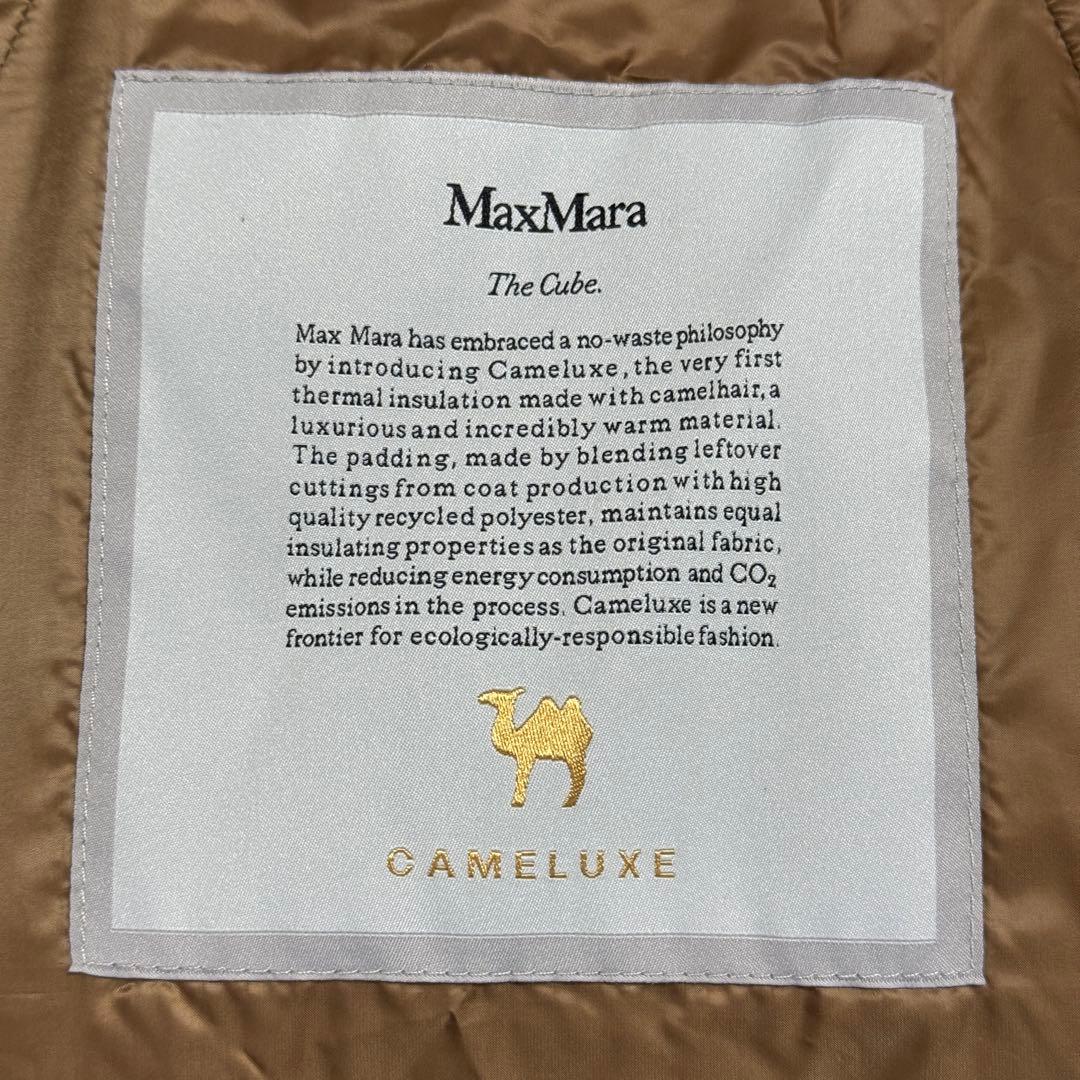 MaxMara
The Cube.
Max Mara has embraced a no-waste philosophy
by introducing Cameluxe, the very first
thermal insulation made with camelhair, a
luxurious and incredibly warm material.
The padding, made by blending leftover
cuttings from coat production with high
quality recycled polyester, maintains equal
insulating properties as the original fabric,
while reducing energy consumption and CO₂
emissions in the process. Cameluxe is a new
frontier for ecologically-responsible fashion.
CAMELUXE